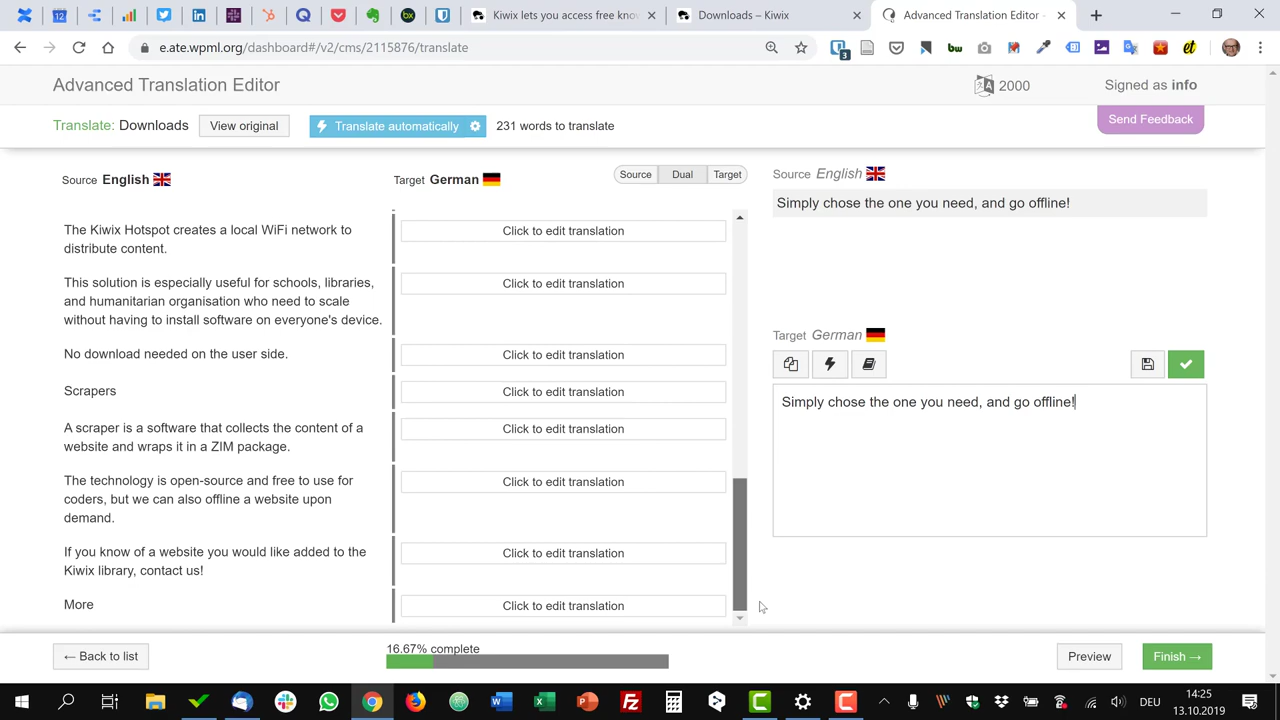 Kiwix lets you access free kno
Downloads – Kiwix
Advanced Translation Editor -
e.ate.wpml.org/dashboard#/v2/cms/2115876/translate
Advanced Translation Editor
2000
Signed as info
Translate: Downloads
View original
Translate automatically
231 words to translate
Send Feedback
Source English
Target German
Source
Dual
Target
Source English
Simply chose the one you need, and go offline!
The Kiwix Hotspot creates a local WiFi network to
distribute content.
Click to edit translation
This solution is especially useful for schools, libraries,
and humanitarian organisation who need to scale
without having to install software on everyone's device.
Click to edit translation
No download needed on the user side.
Click to edit translation
Scrapers
Click to edit translation
A scraper is a software that collects the content of a
website and wraps it in a ZIM package.
Click to edit translation
The technology is open-source and free to use for
coders, but we can also offline a website upon
demand.
Click to edit translation
If you know of a website you would like added to the
Kiwix library, contact us!
Click to edit translation
More
Click to edit translation
Target German
Simply chose the one you need, and go offline!
← Back to list
16.67% complete
Preview
Finish →
DEU
14:25
13.10.2019